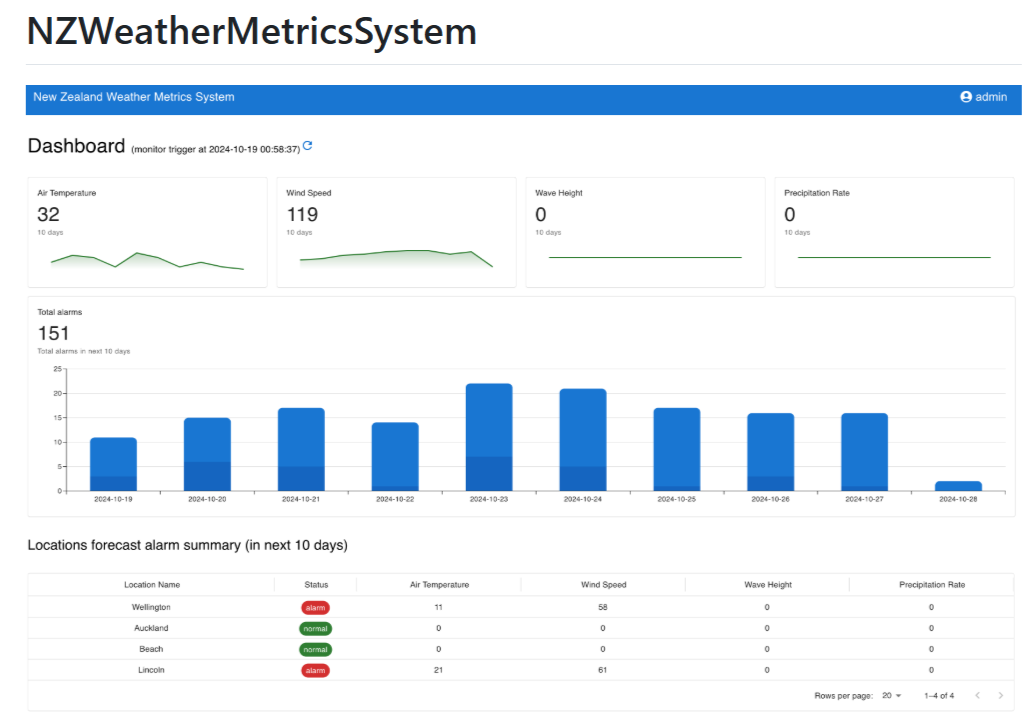 NZWeatherMetricsSystem
New Zealand Weather Metrics System admin
Dashboard (monitor trigger at 2024-10-19 00:58:37)
Air Temperature Wind Speed Wave Height Precipitation Rate
32 119 0 0
10 days 10 days 10 days 10 days
Total alarms
151
Total alarms in next 10 days
25
20
15
10
5
0
2024-10-19 2024-10-20 2024-10-21 2024-10-22 2024-10-23 2024-10-24 2024-10-25 2024-10-26 2024-10-27 2024-10-28
Locations forecast alarm summary (in next 10 days)
Location Name Status Air Temperature Wind Speed Wave Height Precipitation Rate
Wellington alarm 11 58 0 0
Auckland normal 0 0 0 0
Beach normal 0 0 0 0
Lincoln alarm 21 61 0 0
Rows per page: 20 1–4 of 4